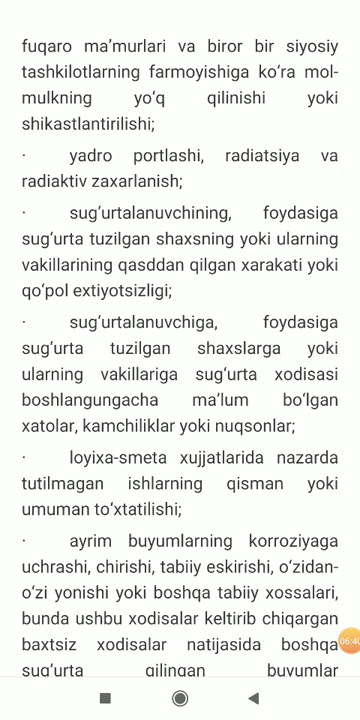 fuqaro ma’murlari va biror bir siyosiy
tashkilotlarning farmoyishiga ko‘ra mol-
mulkning yo‘q qilinishi yoki
shikastlantirilishi;
· yadro portlashi, radiatsiya va
radiaktiv zaxarlanish;
· sug‘urtalanuvchining, foydasiga
sug‘urta tuzilgan shaxsning yoki ularning
vakillarining qasddan qilgan xarakati yoki
qo‘pol extiyotsizligi;
· sug‘urtalanuvchiga, foydasiga
sug‘urta tuzilgan shaxslarga yoki
ularning vakillariga sug‘urta xodisasi
boshlangungacha ma’lum bo‘lgan
xatolar, kamchiliklar yoki nuqsonlar;
· loyixa-smeta xujjatlarida nazarda
tutilmagan ishlarning qisman yoki
umuman to‘xtatilishi;
· ayrim buyumlarning korroziyaga
uchrashi, chirishi, tabiiy eskirishi, o‘zidan-
o‘zi yonishi yoki boshqa tabiiy xossalari,
bunda ushbu xodisalar keltirib chiqargan
baxtsiz xodisalar natijasida boshqa
sug‘urta qilingan buyumlar